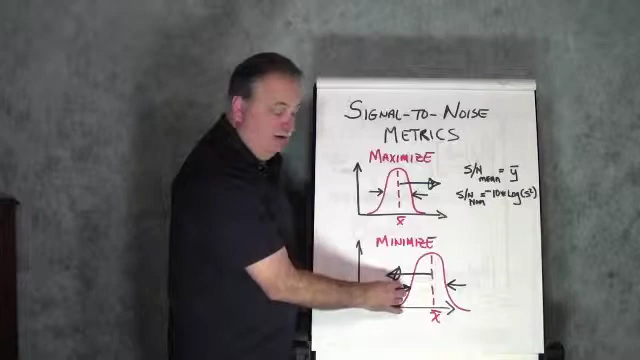 SIGNAL-TO-NOISE
METRICS
MAXIMIZE
S/N mean = ȳ
S/N Nom = -10*Log(s²)
x̄
MINIMIZE
x̄